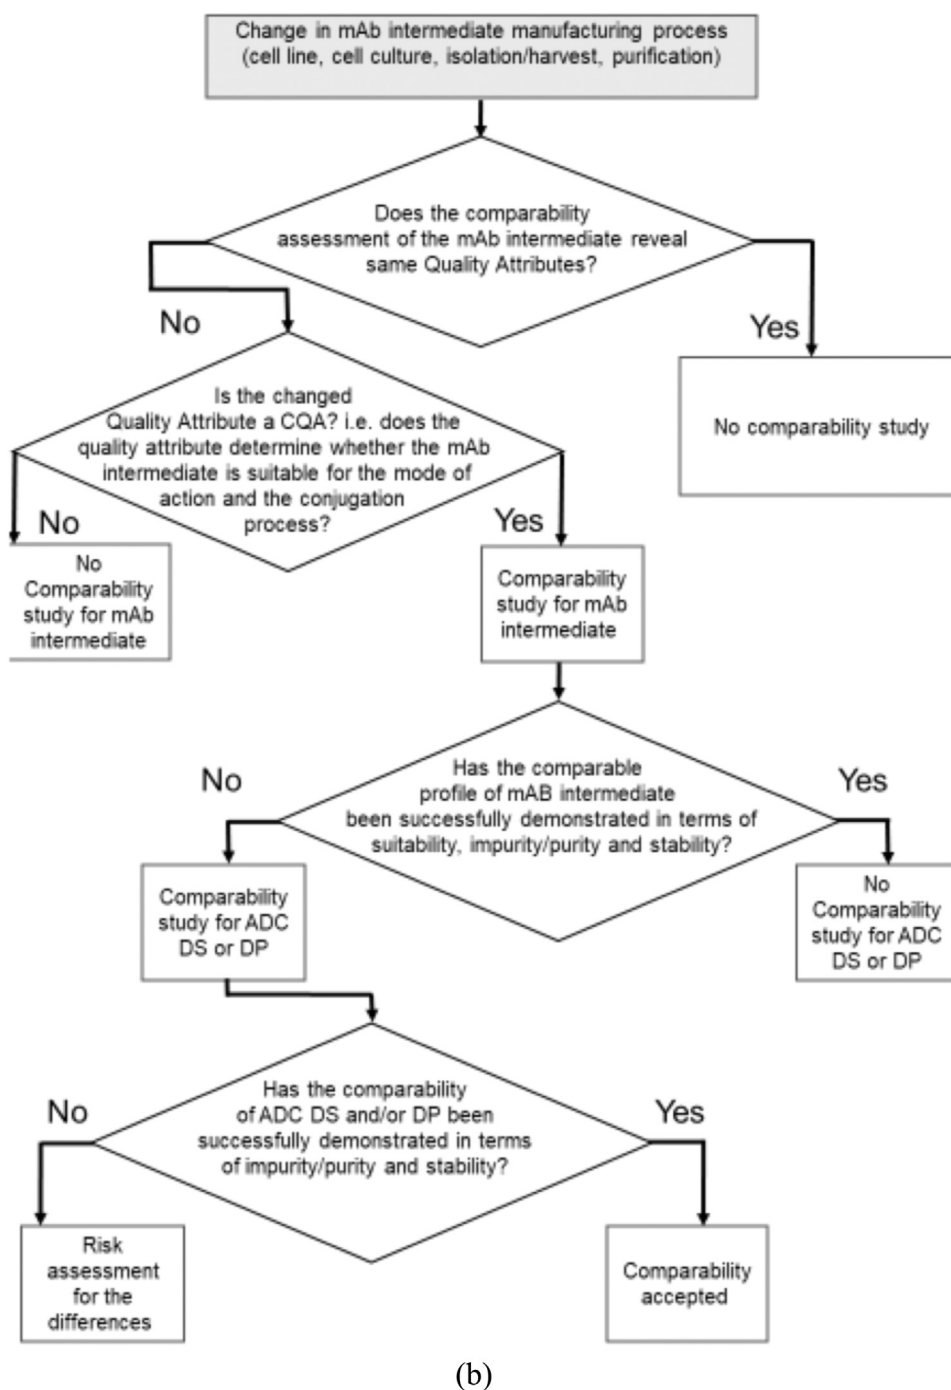 Change in mAb intermediate manufacturing process
(cell line, cell culture, isolation/harvest, purification)
Does the comparability
assessment of the mAb intermediate reveal
same Quality Attributes?
No
Yes
Is the changed
Quality Attribute a CQA? i.e. does the
quality attribute determine whether the mAb
intermediate is suitable for the mode of
action and the conjugation
process?
No comparability study
No
Yes
No
Comparability
study for mAb
intermediate
Comparability
study for mAb
intermediate
Has the comparable
profile of mAB intermediate
been successfully demonstrated in terms of
suitability, impurity/purity and stability?
No
Yes
Comparability
study for ADC
DS or DP
No
Comparability
study for ADC
DS or DP
Has the comparability
of ADC DS and/or DP been
successfully demonstrated in terms
of impurity/purity and stability?
No
Yes
Risk
assessment
for the
differences
Comparability
accepted
(b)